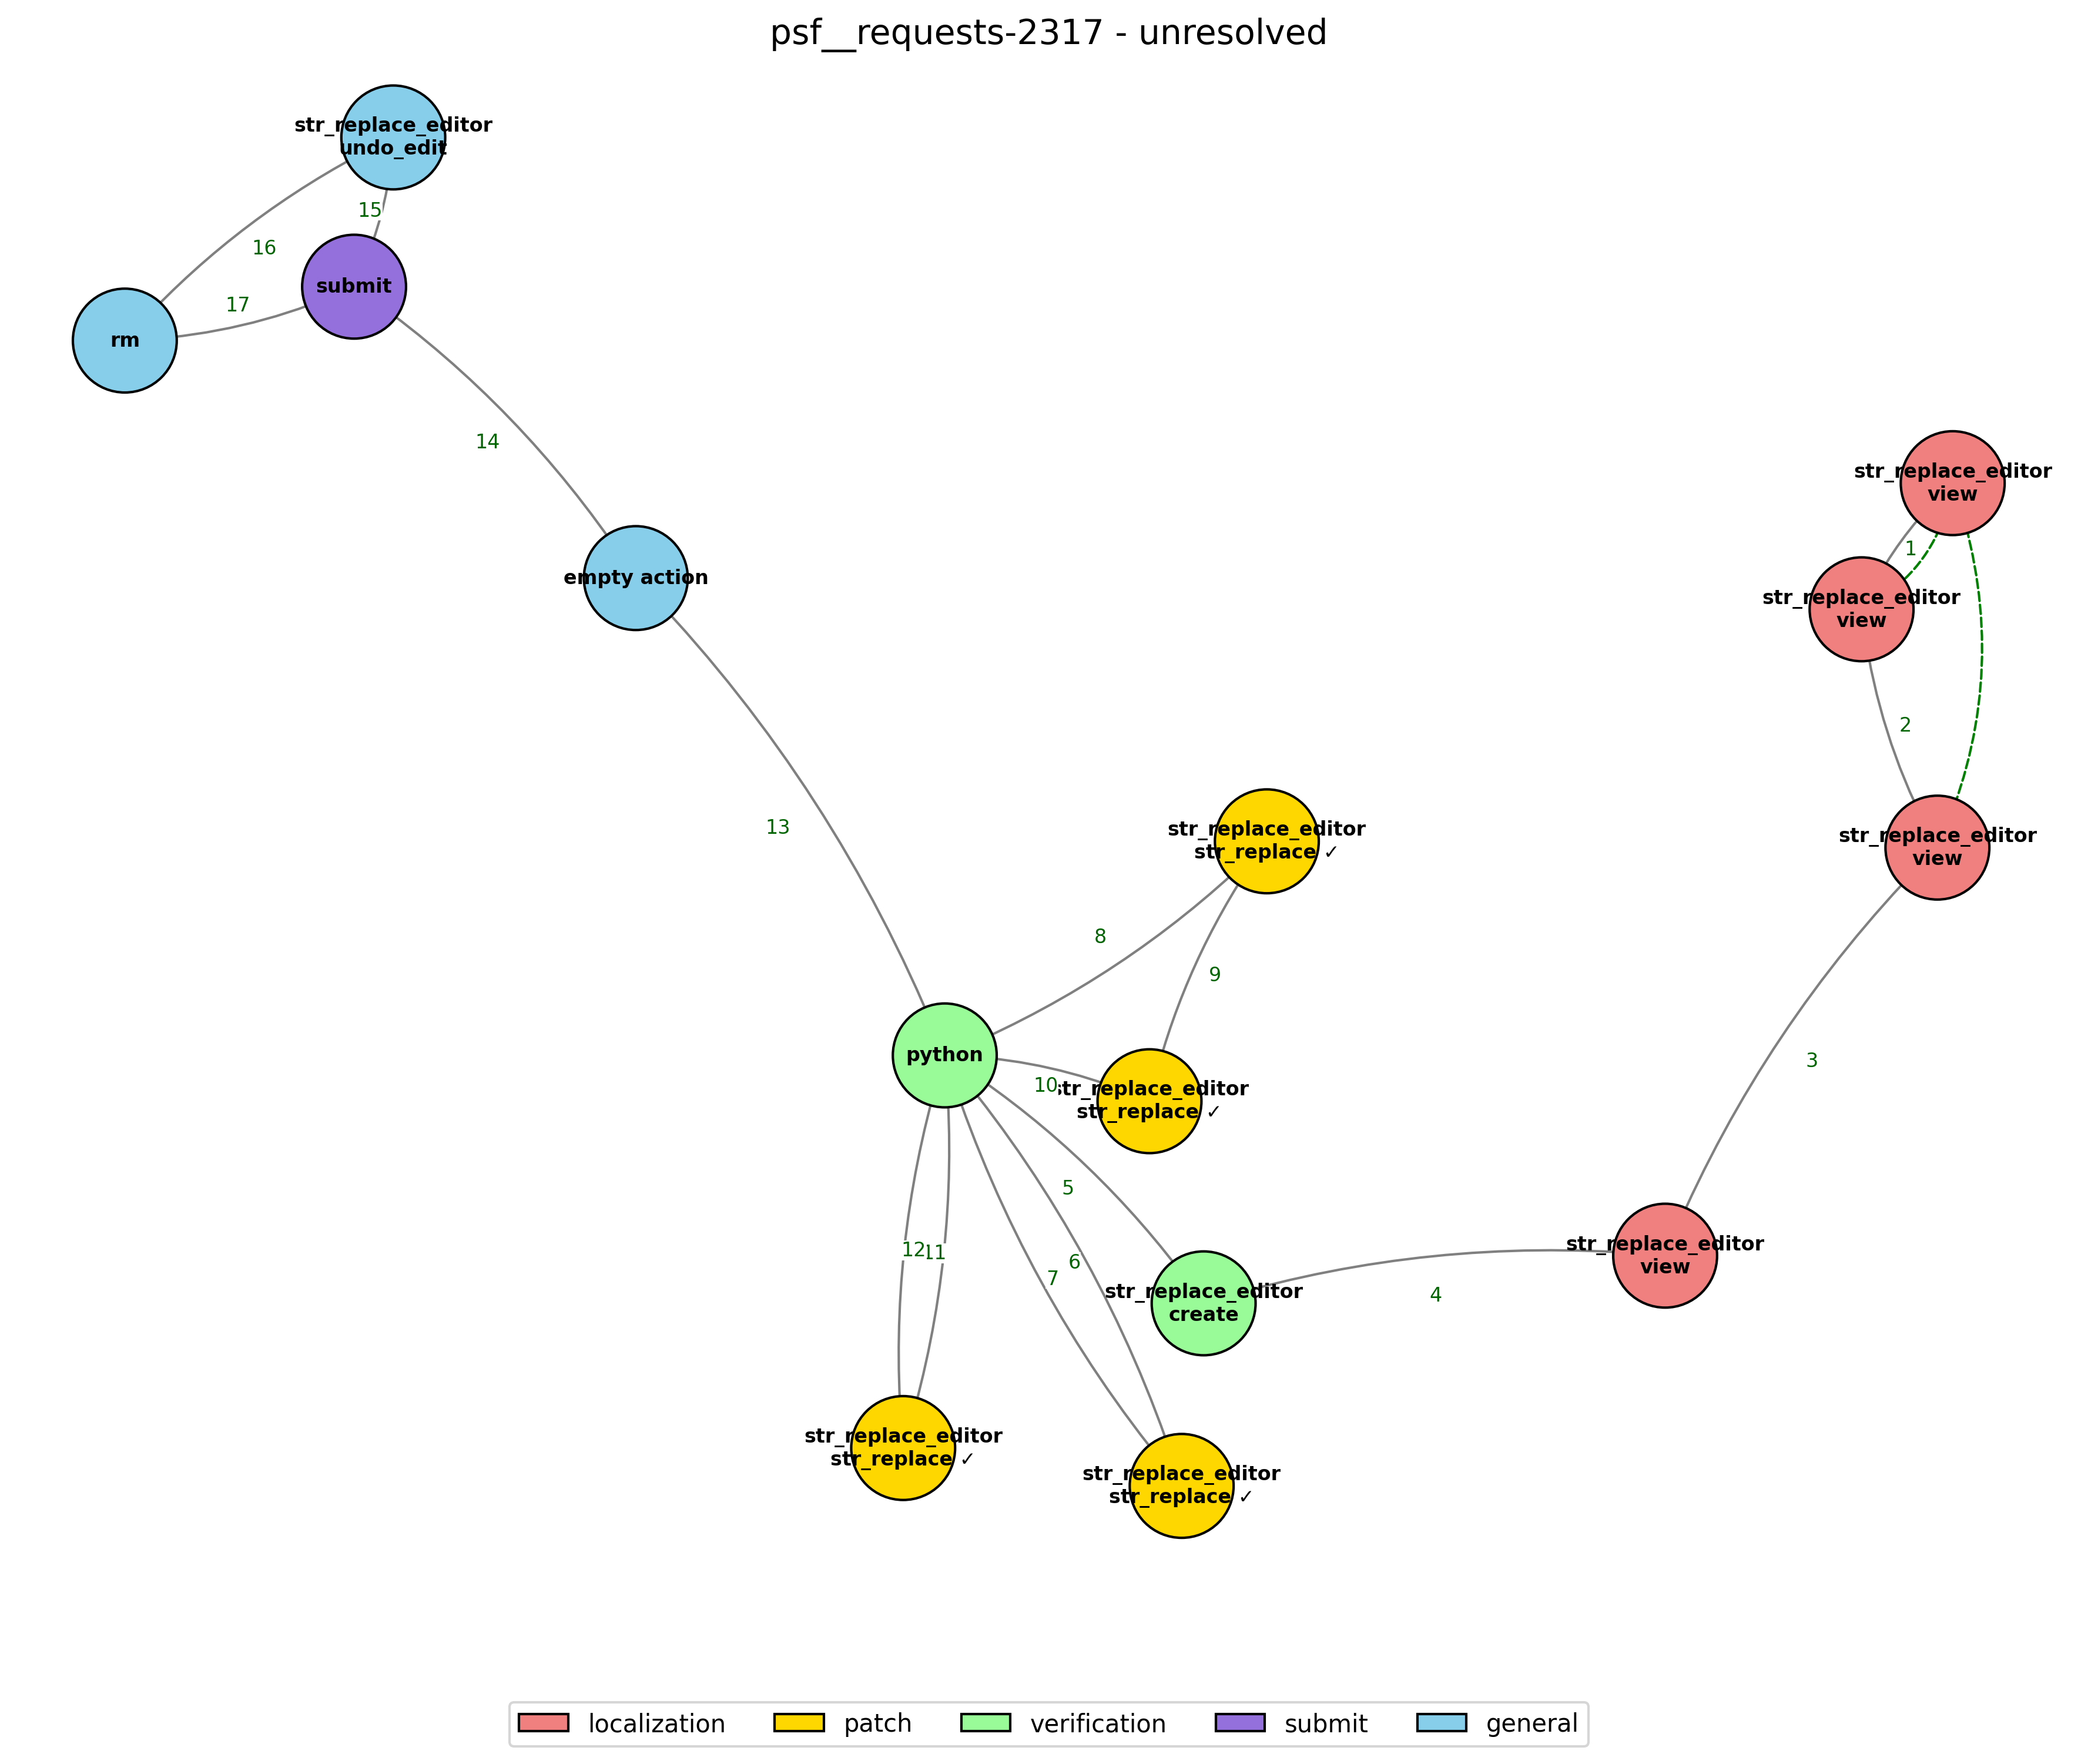 psf__requests-2317 - unresolved
str_replace_editor
undo_edit
15
16
submit
17
rm
14
str_replace_editor
view
1
empty action
str_replace_editor
view
2
13
str_replace_editor
str_replace ✓
str_replace_editor
view
8
9
python
3
10
str_replace_editor
str_replace ✓
5
12
11
6
7
str_replace_editor
view
str_replace_editor
create
4
str_replace_editor
str_replace ✓
str_replace_editor
str_replace ✓
localization
patch
verification
submit
general